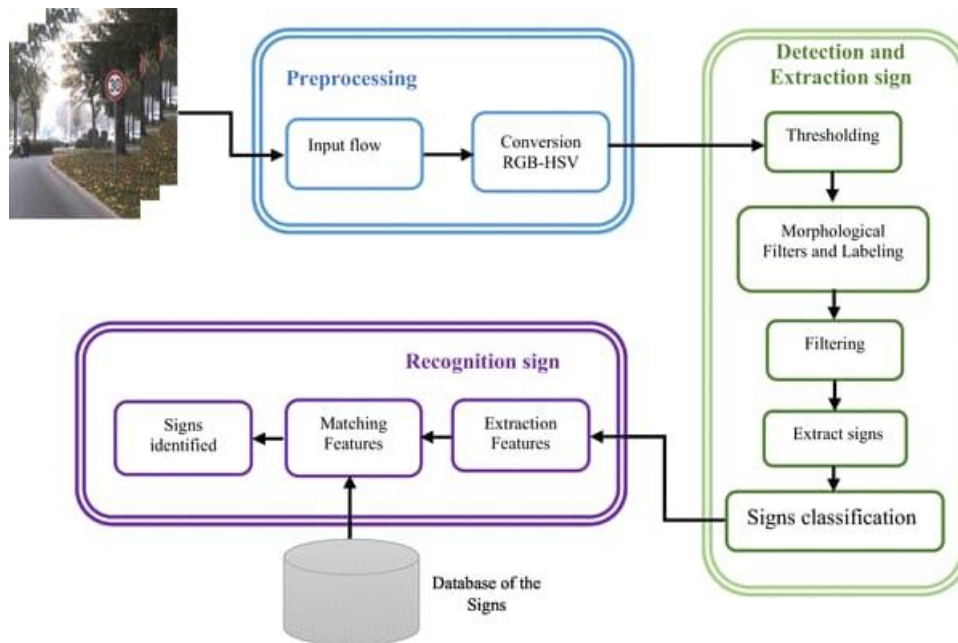 Preprocessing
Input flow
Conversion
RGB-HSV
Detection and
Extraction sign
Thresholding
Morphological
Filters and Labeling
Filtering
Extract signs
Signs classification
Recognition sign
Extraction
Features
Matching
Features
Signs
identified
Database of the
Signs
30